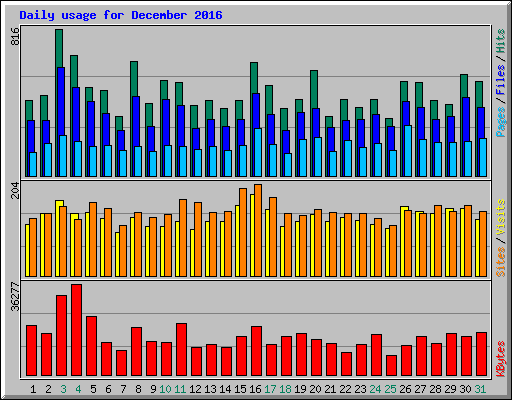 Daily usage for December 2016
816
Pages / Files / Hits
204
Sites / Visits
36277
KBytes
1 2 3 4 5 6 7 8 9 10 11 12 13 14 15 16 17 18 19 20 21 22 23 24 25 26 27 28 29 30 31